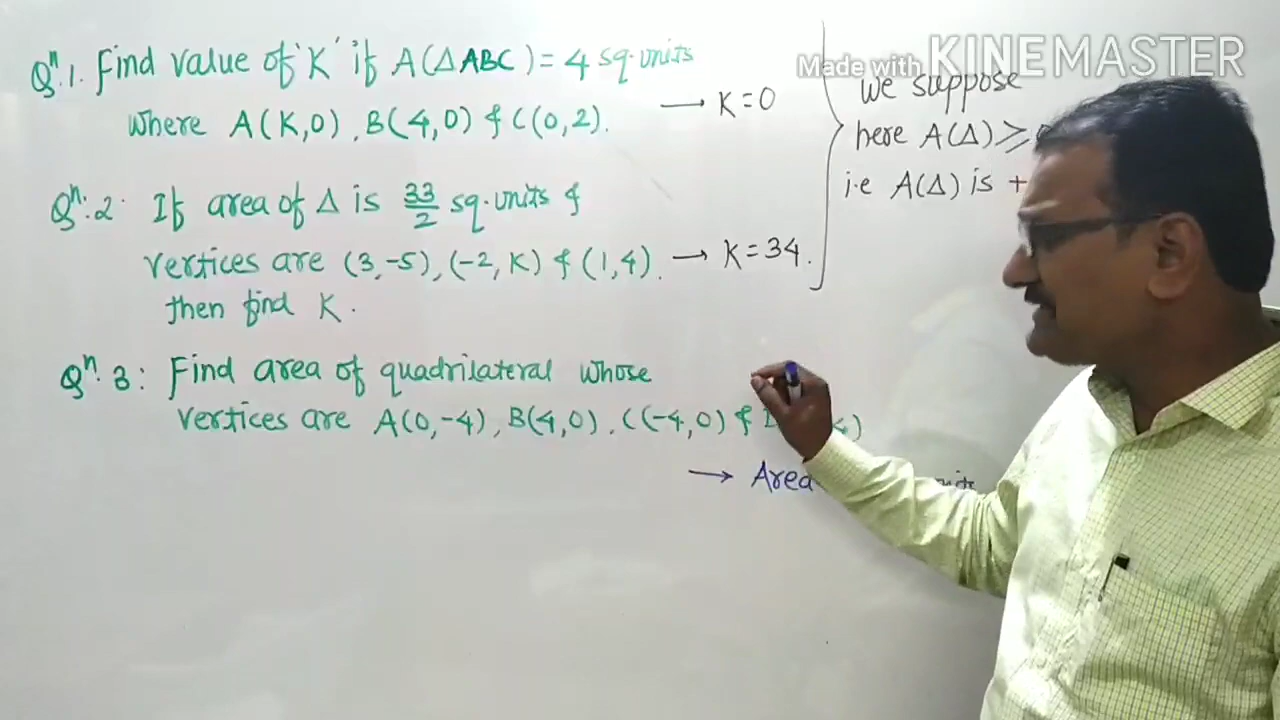 Made with KINEMASTER
Qⁿ.1. Find value of 'K' if A(△ABC) = 4 sq.units
where A(K,0), B(4,0) & C(0,2).
→ K=0
we suppose
here A(△) ≥
i.e A(△) is +
Qⁿ:2. If area of △ is 33/2 sq.units &
vertices are (3,-5), (-2, K) & (1,4).
→ K=34.
then find K.
Qⁿ. 3: Find area of quadrilateral whose
vertices are A(0,-4), B(4,0), C(-4,0) &
→ Area